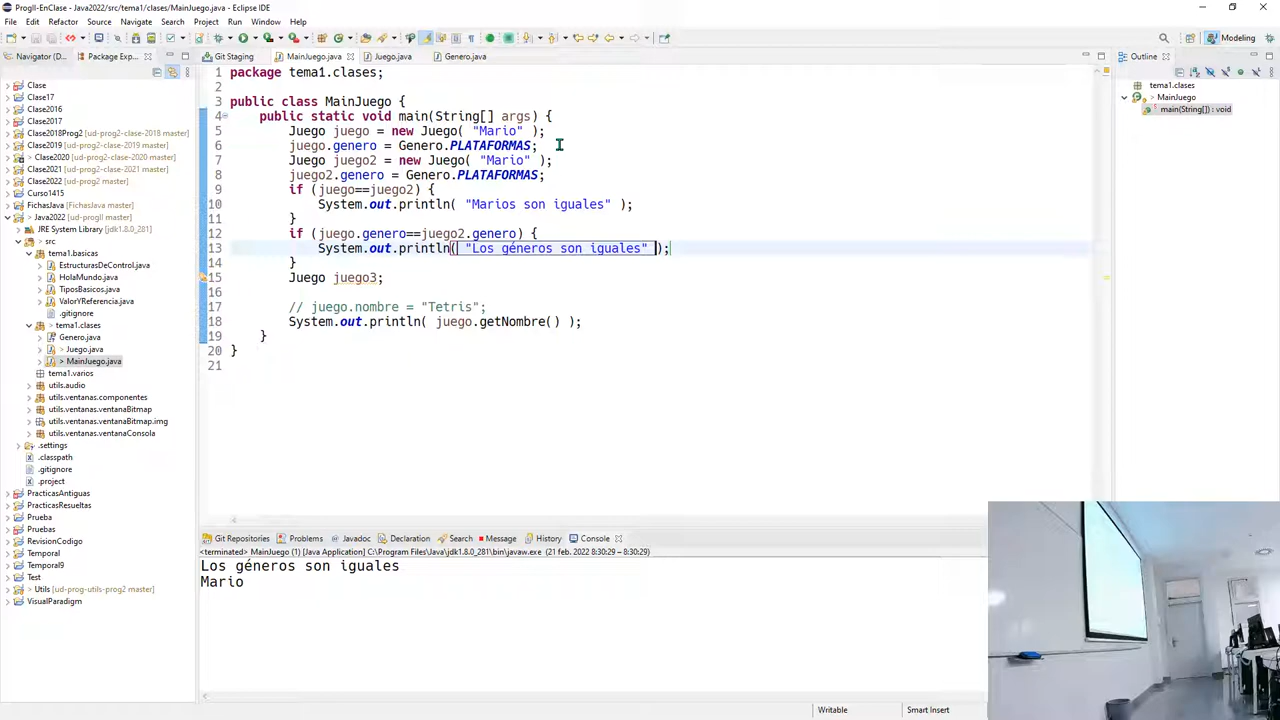 ProgII-EnClase - Java2022/src/tema1/clases/MainJuego.java - Eclipse IDE
File Edit Refactor Source Navigate Search Project Run Window Help
Modeling
Navigator (D...
Package Exp...
Git Staging
MainJuego.java
Juego.java
Genero.java
Outline
Clase
Clase17
Clase2016
Clase2017
Clase2018Prog2 [ud-prog2-clase-2018 master]
Clase2019 [ud-prog2-clase-2019 master]
> Clase2020 [ud-prog2-clase-2020 master]
Clase2021 [ud-prog2-clase-2021 master]
Clase2022 [ud-prog2-clase-2022 master]
Curso1415
FichasJava [FichasJava master]
> Java2022 [ud-progII master]
JRE System Library [jdk1.8.0_281]
> src
tema1.basicas
EstructurasDeControl.java
HolaMundo.java
TiposBasicos.java
ValorYReferencia.java
.gitignore
> tema1.clases
Genero.java
> Juego.java
> MainJuego.java
tema1.varios
utils.audio
utils.ventanas.componentes
utils.ventanas.ventanaBitmap
utils.ventanas.ventanaBitmap.img
utils.ventanas.ventanaConsola
.settings
.classpath
.gitignore
.project
PracticasAntiguas
PracticasResueltas
Prueba
Pruebas
RevisionCodigo
Temporal
Temporal9
Test
> Utils [ud-prog-utils-prog2 master]
VisualParadigm
1 package tema1.clases;
2
3 public class MainJuego {
4 public static void main(String[] args) {
5 Juego juego = new Juego( "Mario" );
6 juego.genero = Genero.PLATAFORMAS;
7 Juego juego2 = new Juego( "Mario" );
8 juego2.genero = Genero.PLATAFORMAS;
9 if (juego==juego2) {
10 System.out.println( "Marios son iguales" );
11 }
12 if (juego.genero==juego2.genero) {
13 System.out.println( "Los géneros son iguales" );
14 }
15 Juego juego3;
16
17 // juego.nombre = "Tetris";
18 System.out.println( juego.getNombre() );
19 }
20 }
21
tema1.clases
MainJuego
main(String[]) : void
Git Repositories
Problems
Javadoc
Declaration
Search
Message
History
Console
<terminated> MainJuego (1) [Java Application] C:\Program Files\Java\jdk1.8.0_281\bin\javaw.exe (21 feb. 2022 8:30:29 – 8:30:29)
Los géneros son iguales
Mario
Writable
Smart Insert